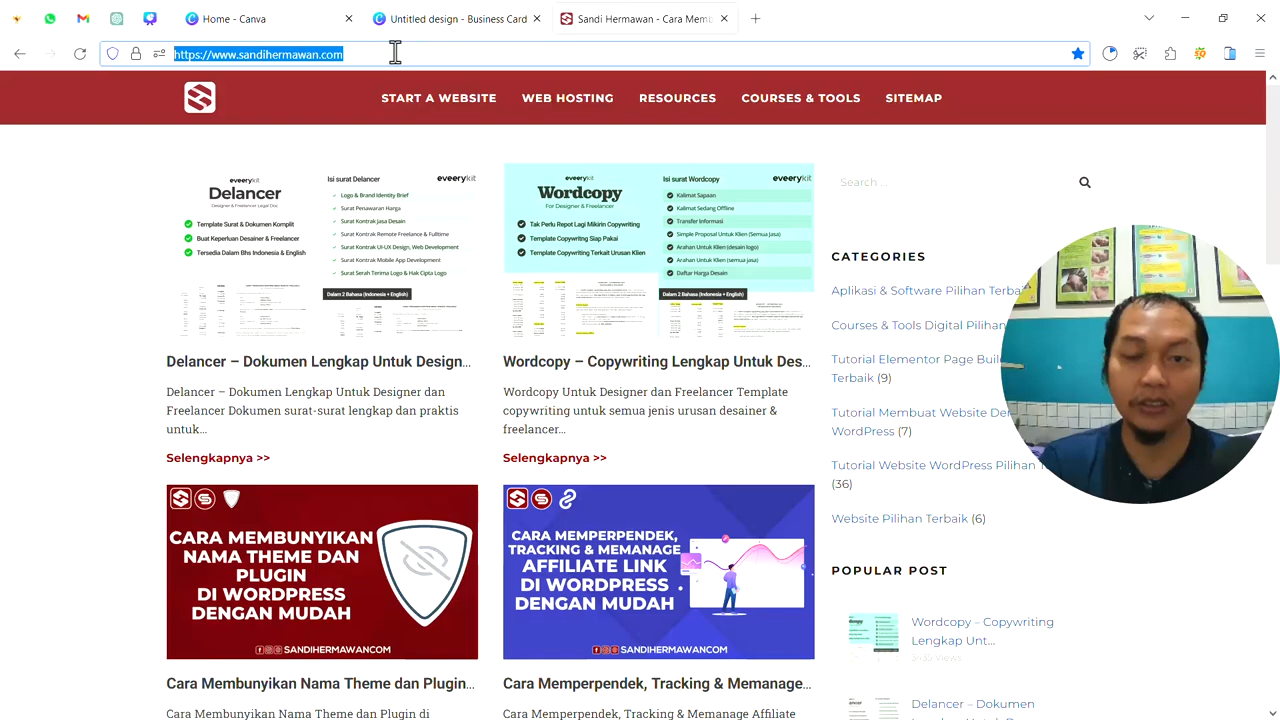 Home - Canva
Untitled design - Business Card
Sandi Hermawan - Cara Memb
https://www.sandihermawan.com
START A WEBSITE
WEB HOSTING
RESOURCES
COURSES & TOOLS
SITEMAP
eveerykit
Delancer
Designer & Freelancer Legal Doc
Template Surat & Dokumen Komplit
Buat Keperluan Desainer & Freelancer
Tersedia Dalam Bhs Indonesia & English
Isi surat Delancer
eveerykit
Logo & Brand Identity Brief
Surat Penawaran Harga
Surat Kontrak Jasa Desain
Surat Kontrak Remote Freelance & Fulltime
Surat Kontrak UI-UX Design, Web Development
Surat Kontrak Mobile App Development
Surat Serah Terima Logo & Hak Cipta Logo
Dalam 2 Bahasa (Indonesia + English)
eveerykit
Wordcopy
For Designer & Freelancer
Tak Perlu Repot Lagi Mikirin Copywriting
Template Copywriting Siap Pakai
Template Copywriting Terkait Urusan Klien
Isi surat Wordcopy
eveerykit
Kalimat Sapaan
Kalimat Sedang Offline
Transfer Informasi
Simple Proposal Untuk Klien (Semua Jasa)
Arahan Untuk Klien (desain logo)
Arahan Untuk Klien (semua jasa)
Daftar Harga Desain
Dalam 2 Bahasa (Indonesia + English)
Delancer – Dokumen Lengkap Untuk Design...
Delancer – Dokumen Lengkap Untuk Designer dan
Freelancer Dokumen surat-surat lengkap dan praktis
untuk...
Selengkapnya >>
Wordcopy – Copywriting Lengkap Untuk Des...
Wordcopy Untuk Designer dan Freelancer Template
copywriting untuk semua jenis urusan desainer &
freelancer...
Selengkapnya >>
CARA MEMBUNYIKAN
NAMA THEME DAN
PLUGIN
DI WORDPRESS
DENGAN MUDAH
SANDIHERMAWANCOM
CARA MEMPERPENDEK,
TRACKING & MEMANAGE
AFFILIATE LINK
DI WORDPRESS
DENGAN MUDAH
SANDIHERMAWANCOM
Cara Membunyikan Nama Theme dan Plugin...
Cara Membunyikan Nama Theme dan Plugin di
Cara Memperpendek, Tracking & Memanage...
Cara Memperpendek, Tracking & Memanage Affiliate
Search ...
CATEGORIES
Aplikasi & Software Pilihan Terba
Courses & Tools Digital Pilihan
Tutorial Elementor Page Buil
Terbaik (9)
Tutorial Membuat Website De
WordPress (7)
Tutorial Website WordPress Pilihan T
(36)
Website Pilihan Terbaik (6)
POPULAR POST
Wordcopy – Copywriting
Lengkap Unt...
Views
Delancer – Dokumen